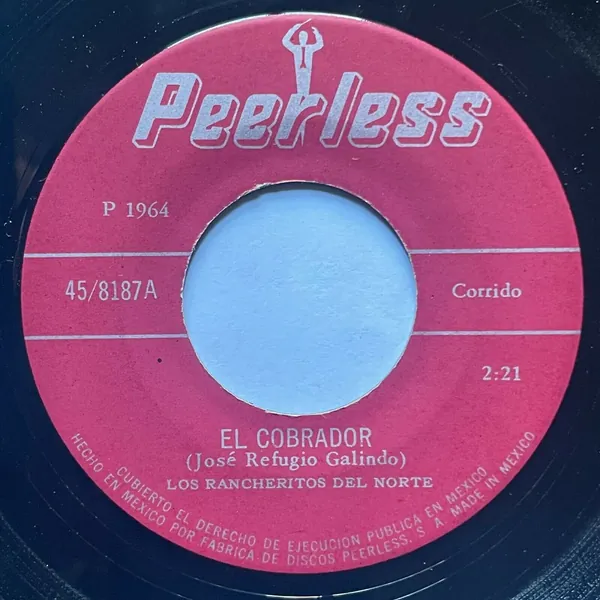 Peerless
P 1964
45/8187A
Corrido
2:21
EL COBRADOR
(José Refugio Galindo)
LOS RANCHERITOS DEL NORTE
CUBIERTO EL DERECHO DE EJECUCION PUBLICA EN MEXICO
HECHO EN MEXICO POR FABRICA DE DISCOS PEERLESS. S A MADE IN MEXICO